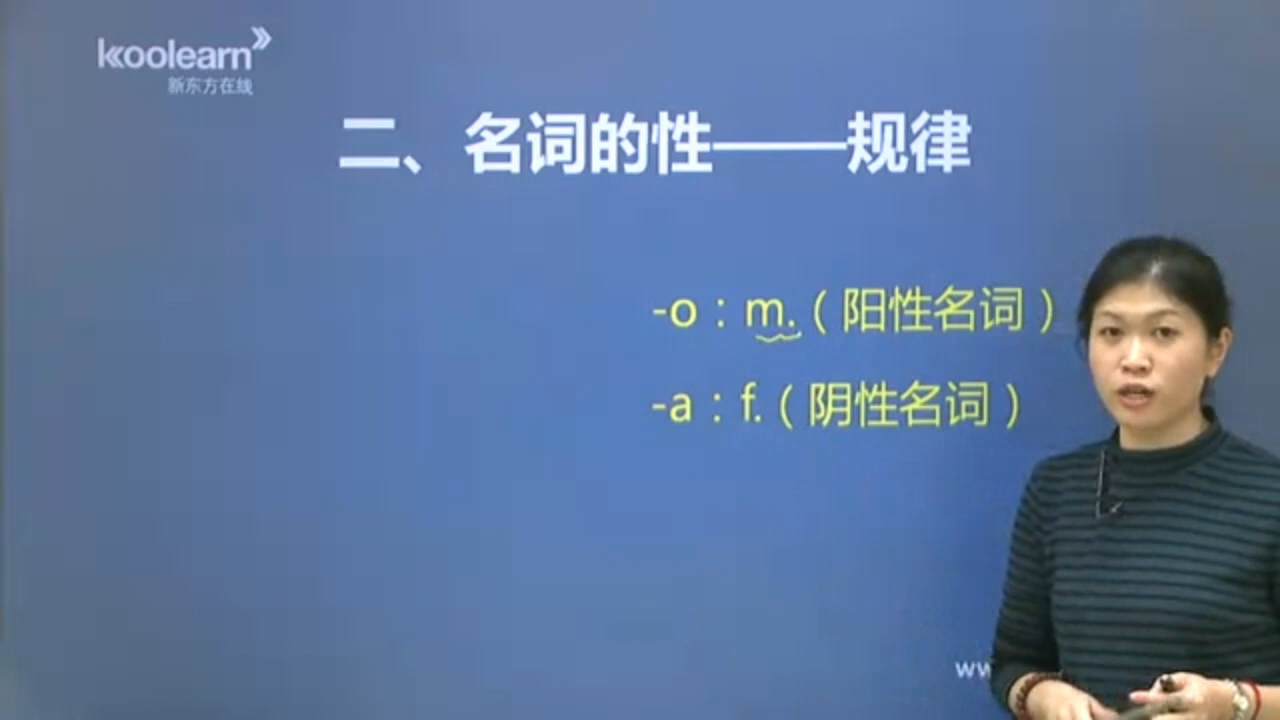 koolearn
新东方在线
二、名词的性——规律
-o：m.（阳性名词）
-a：f.（阴性名词）
ww